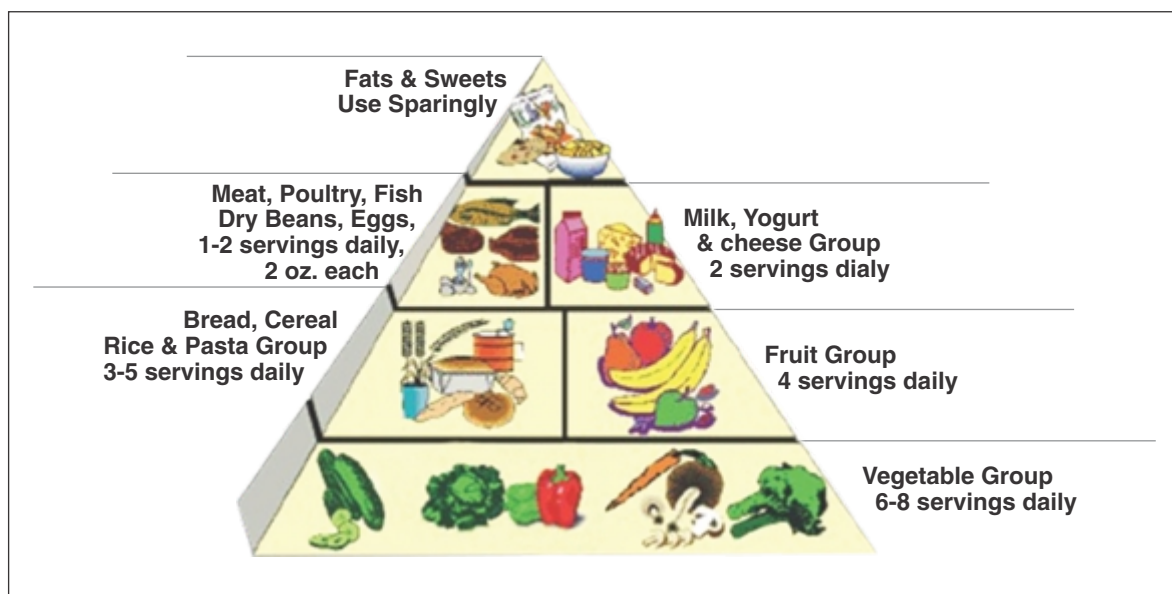 Fats & Sweets
Use Sparingly
Meat, Poultry, Fish
Dry Beans, Eggs,
1-2 servings daily,
2 oz. each
Milk, Yogurt
& cheese Group
2 servings dialy
Bread, Cereal
Rice & Pasta Group
3-5 servings daily
Fruit Group
4 servings daily
Vegetable Group
6-8 servings daily